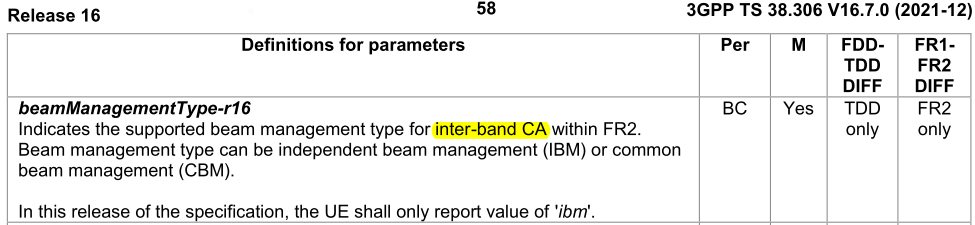 Release 16
58
3GPP TS 38.306 V16.7.0 (2021-12)
Definitions for parameters
Per
M
FDD-
TDD
DIFF
FR1-
FR2
DIFF
beamManagementType-r16
Indicates the supported beam management type for inter-band CA within FR2.
Beam management type can be independent beam management (IBM) or common
beam management (CBM).
In this release of the specification, the UE shall only report value of 'ibm'.
BC
Yes
TDD
only
FR2
only